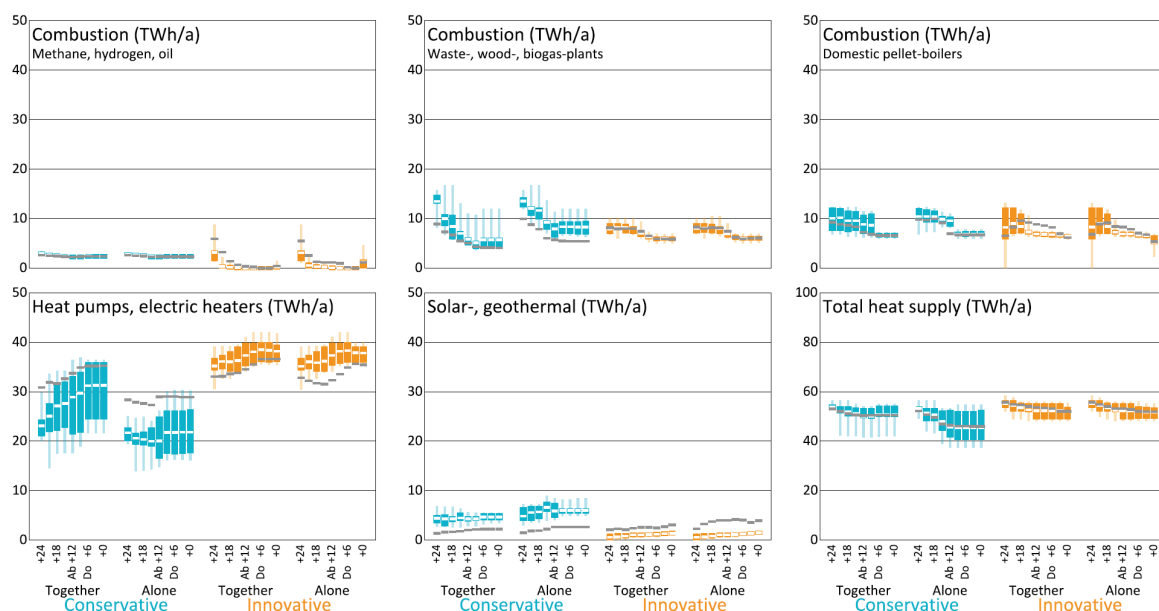 Combustion (TWh/a)
Methane, hydrogen, oil
50
40
30
20
10
0
Combustion (TWh/a)
Waste-, wood-, biogas-plants
50
40
30
20
10
0
Combustion (TWh/a)
Domestic pellet-boilers
50
40
30
20
10
0
Heat pumps, electric heaters (TWh/a)
50
40
30
20
10
0
+24 +18 Ab +12 Do +6 +0 +24 +18 Ab +12 Do +6 +0 +24 +18 Ab +12 Do +6 +0 +24 +18 Ab +12 Do +6 +0
Together Alone Together Alone
Conservative Innovative
Solar-, geothermal (TWh/a)
50
40
30
20
10
0
+24 +18 Ab +12 Do +6 +0 +24 +18 Ab +12 Do +6 +0 +24 +18 Ab +12 Do +6 +0 +24 +18 Ab +12 Do +6 +0
Together Alone Together Alone
Conservative Innovative
Total heat supply (TWh/a)
100
80
60
40
20
0
+24 +18 Ab +12 Do +6 +0 +24 +18 Ab +12 Do +6 +0 +24 +18 Ab +12 Do +6 +0 +24 +18 Ab +12 Do +6 +0
Together Alone Together Alone
Conservative Innovative